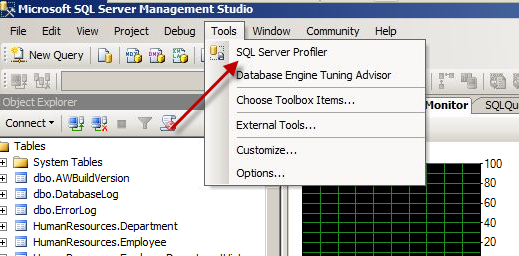 Microsoft SQL Server Management Studio
File Edit View Project Debug Tools Window Community Help
New Query
SQL Server Profiler
Database Engine Tuning Advisor
Choose Toolbox Items...
External Tools...
Customize...
Options...
Object Explorer
Connect
Monitor
SQLQu
Tables
System Tables
dbo.AWBuildVersion
dbo.DatabaseLog
dbo.ErrorLog
HumanResources.Department
HumanResources.Employee
100
80
60
40
20